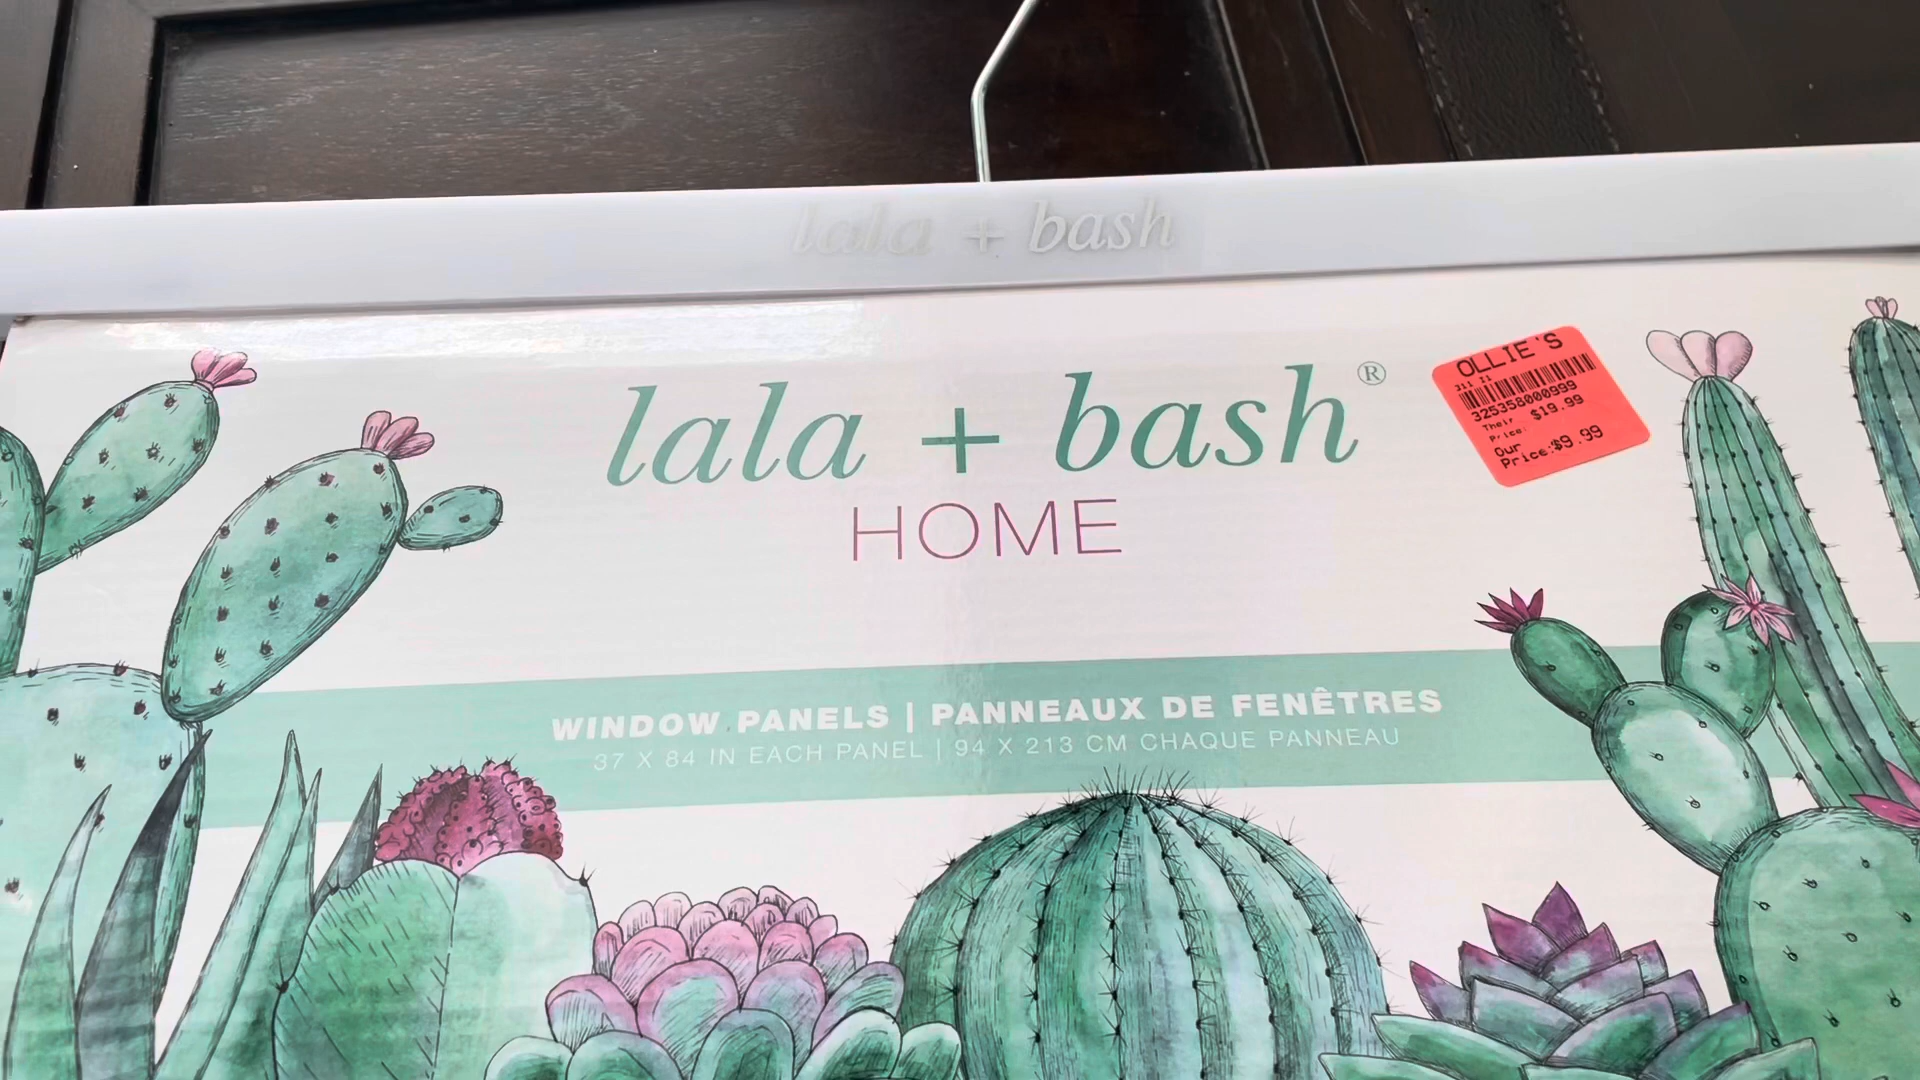 lala + bash
lala + bash®
HOME
OLLIE'S
325358000999
Their $19.99
Price:
Our
Price:$9.99
WINDOW PANELS | PANNEAUX DE FENÊTRES
37 X 84 IN EACH PANEL | 94 X 213 CM CHAQUE PANNEAU